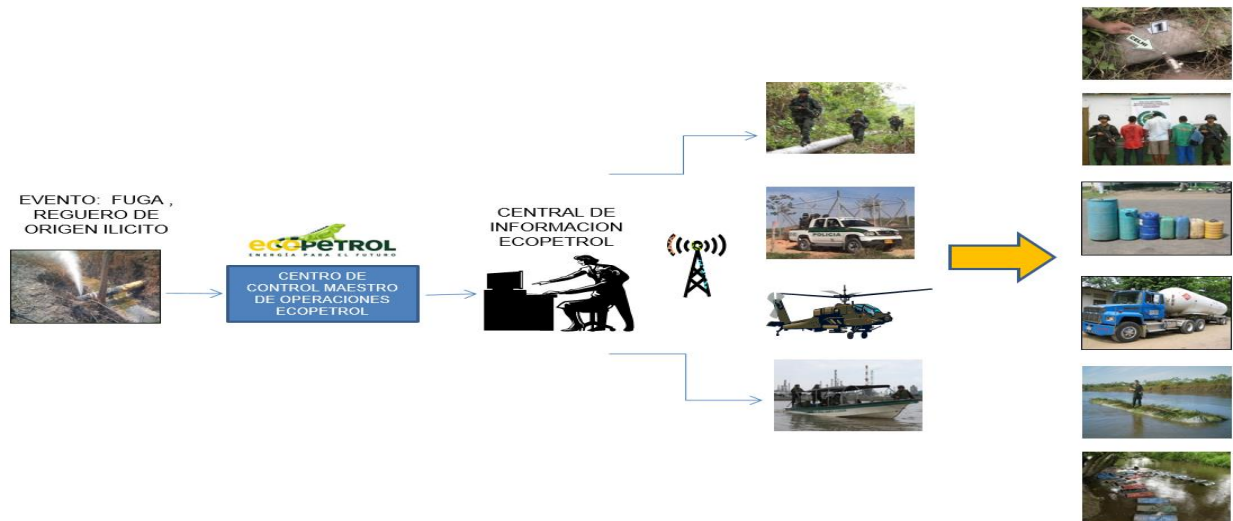 EVENTO: FUGA ,
REGUERO DE
ORIGEN ILICITO
ecoPETROL
ENERGÍA PARA EL FUTURO
CENTRO DE
CONTROL MAESTRO
DE OPERACIONES
ECOPETROL
CENTRAL DE
INFORMACION
ECOPETROL
POLICIA